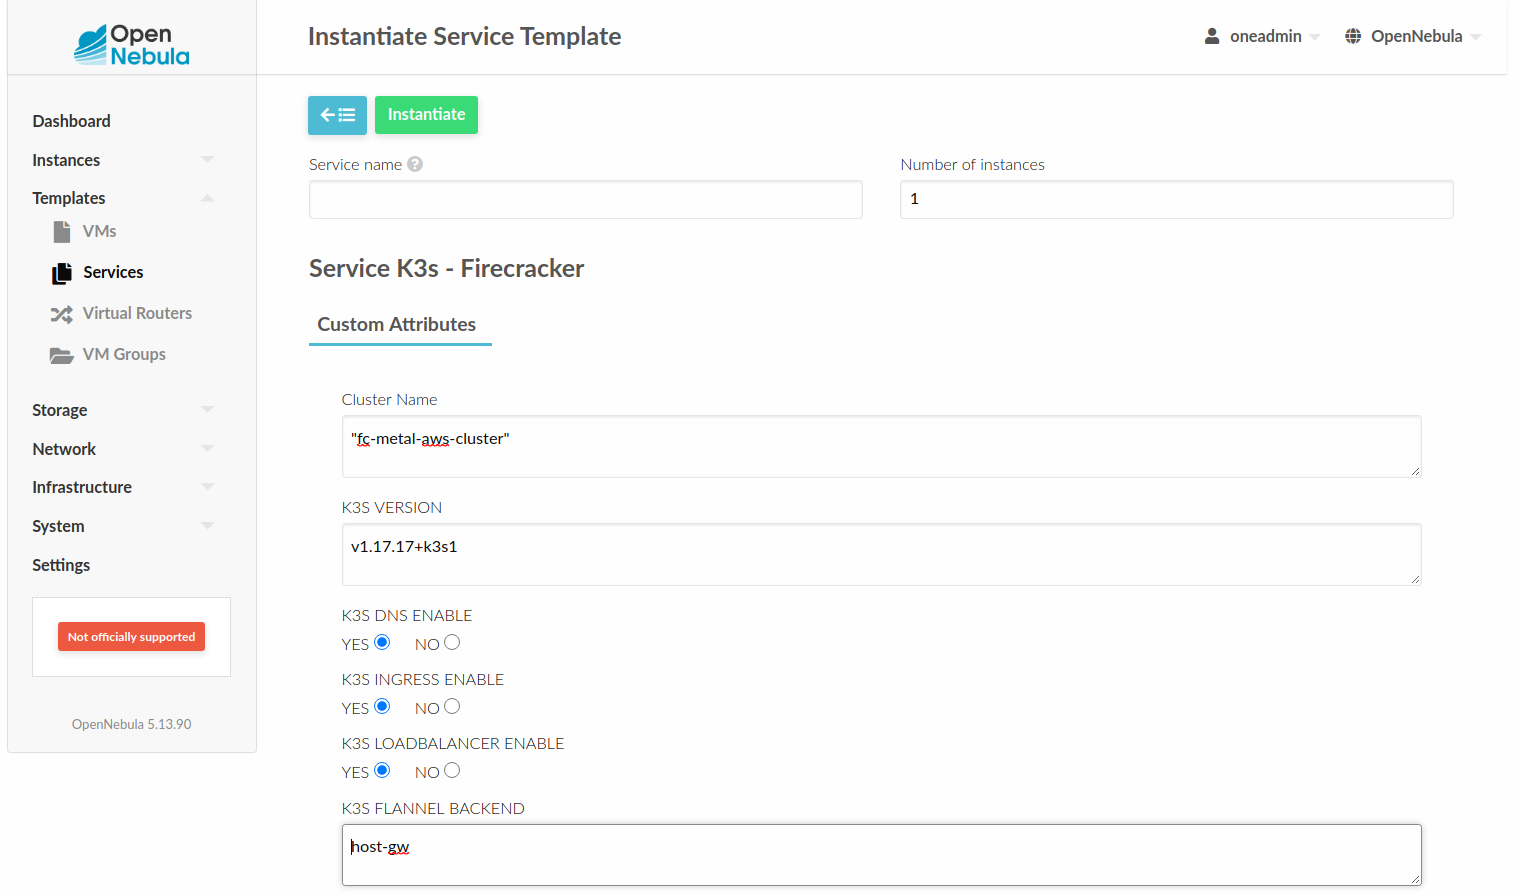 Open
Nebula
Instantiate Service Template
oneadmin
OpenNebula
Dashboard
Instances
Templates
VMs
Services
Virtual Routers
VM Groups
Storage
Network
Infrastructure
System
Settings
Not officially supported
OpenNebula 5.13.90
Instantiate
Service name ?
Number of instances
1
Service K3s - Firecracker
Custom Attributes
Cluster Name
"fc-metal-aws-cluster"
K3S VERSION
v1.17.17+k3s1
K3S DNS ENABLE
YES NO
K3S INGRESS ENABLE
YES NO
K3S LOADBALANCER ENABLE
YES NO
K3S FLANNEL BACKEND
host-gw